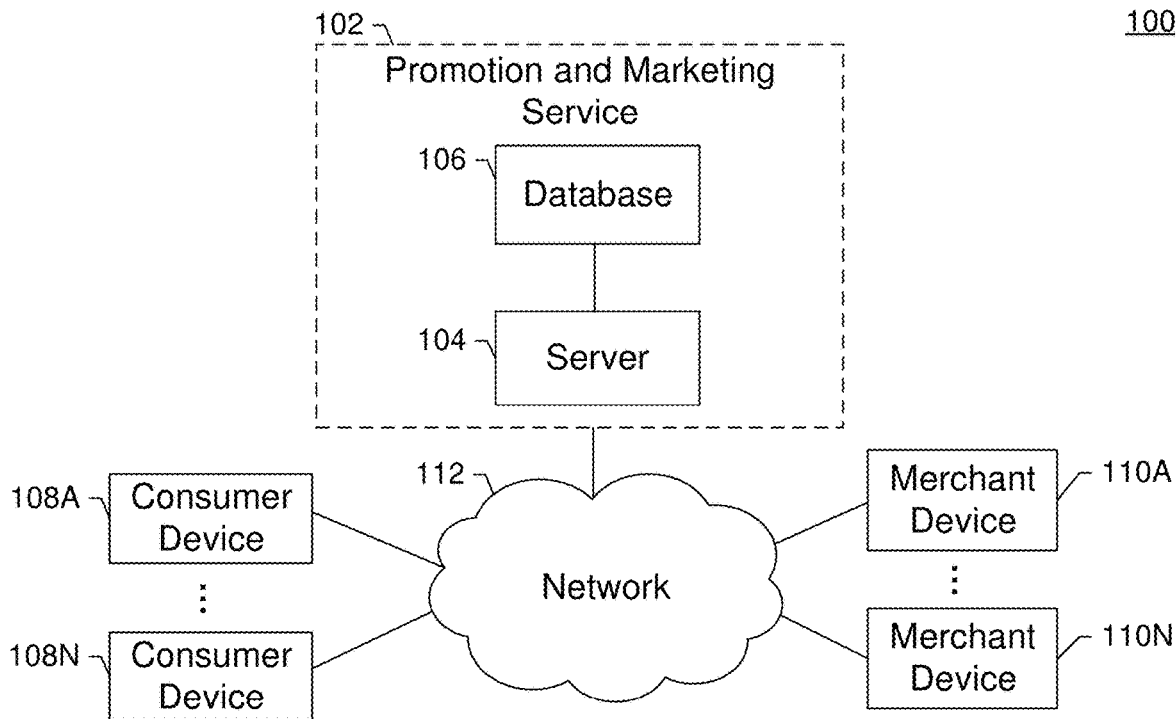 100
102
Promotion and Marketing
Service
106
Database
104
Server
112
108A
Consumer
Device
110A
Merchant
Device
Network
108N
Consumer
Device
110N
Merchant
Device